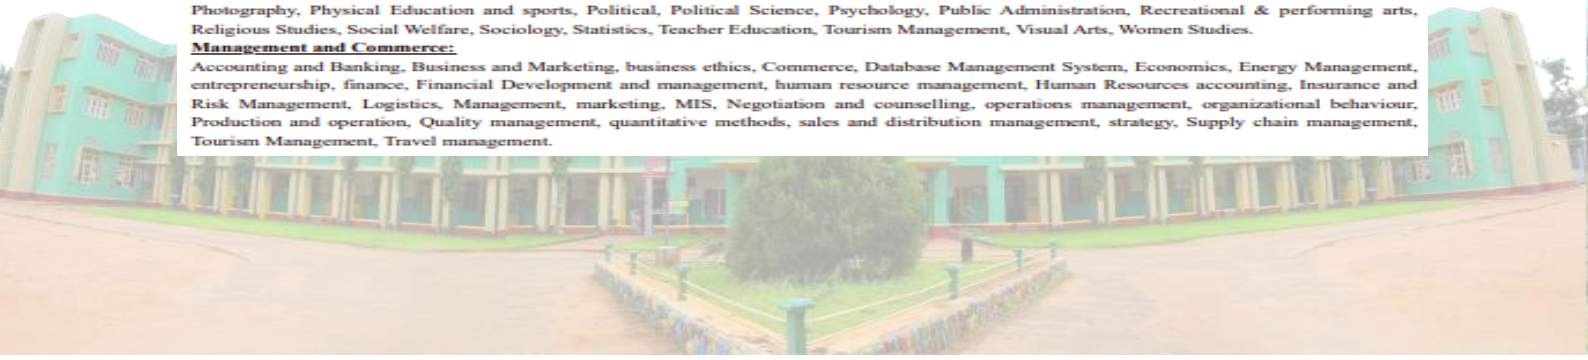 Photography, Physical Education and sports, Political, Political Science, Psychology, Public Administration, Recreational & performing arts,
Religious Studies, Social Welfare, Sociology, Statistics, Teacher Education, Tourism Management, Visual Arts, Women Studies.
Management and Commerce:
Accounting and Banking, Business and Marketing, business ethics, Commerce, Database Management System, Economics, Energy Management,
entrepreneurship, finance, Financial Development and management, human resource management, Human Resources accounting, Insurance and
Risk Management, Logistics, Management, marketing, MIS, Negotiation and counselling, operations management, organizational behaviour,
Production and operation, Quality management, quantitative methods, sales and distribution management, strategy, Supply chain management,
Tourism Management, Travel management.